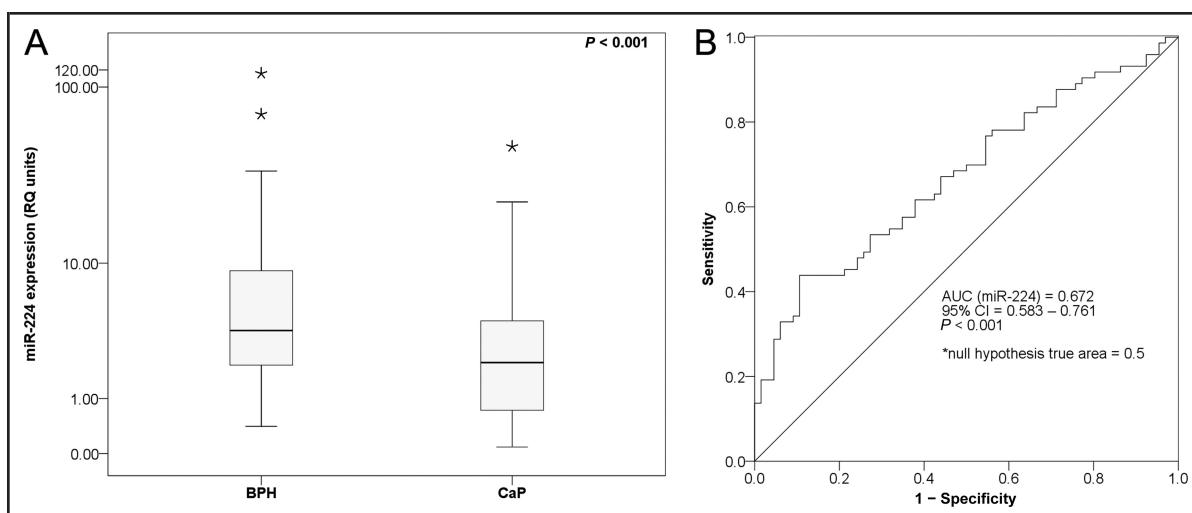 A
P < 0.001
120.00
100.00
10.00
1.00
0.00
miR-224 expression (RQ units)
BPH
CaP
B
1.0
0.8
0.6
0.4
0.2
0.0
Sensitivity
AUC (miR-224) = 0.672
95% CI = 0.583 – 0.761
P < 0.001
*null hypothesis true area = 0.5
0.0
0.2
0.4
0.6
0.8
1.0
1 − Specificity